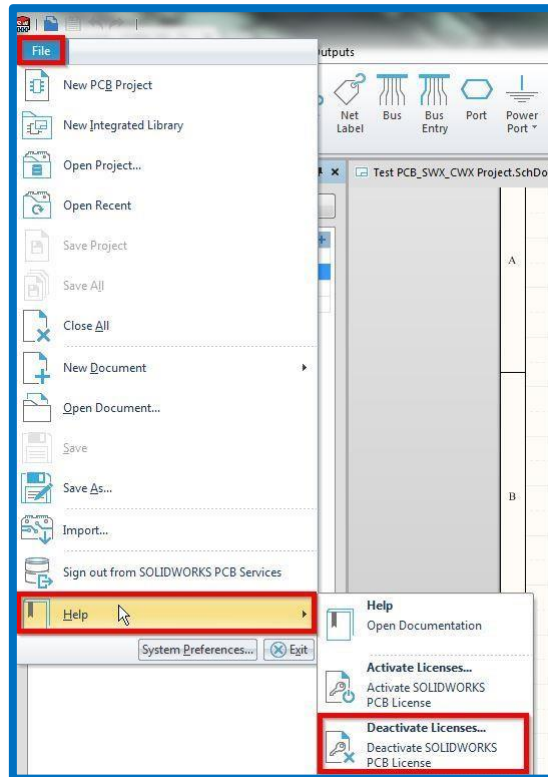 File
utputs
New PCB Project
New Integrated Library
Open Project...
Open Recent
Save Project
Save All
Close All
New Document
Open Document...
Save
Save As...
Import...
Sign out from SOLIDWORKS PCB Services
Help
System Preferences...
Exit
Net
Label
Bus
Bus
Entry
Port
Power
Port
Test PCB_SWX_CWX Project.SchDo
A
B
Help
Open Documentation
Activate Licenses...
Activate SOLIDWORKS
PCB License
Deactivate Licenses...
Deactivate SOLIDWORKS
PCB License